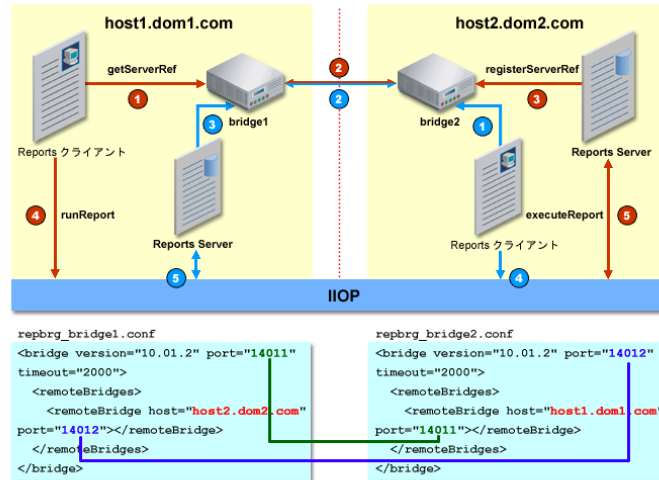 host1.dom1.com
host2.dom2.com
getServerRef
1
2
2
registerServerRef
3
3
bridge1
bridge2
1
Reports クライアント
Reports Server
4
runReport
Reports Server
executeReport
5
Reports クライアント
5
4
IIOP
repbrg_bridge1.conf
<bridge version="10.01.2" port="14011"
timeout="2000">
<remoteBridges>
<remoteBridge host="host2.dom2.com"
port="14012"></remoteBridge>
</remoteBridges>
</bridge>
repbrg_bridge2.conf
<bridge version="10.01.2" port="14012"
timeout="2000">
<remoteBridges>
<remoteBridge host="host1.dom1.com"
port="14011"></remoteBridge>
</remoteBridges>
</bridge>